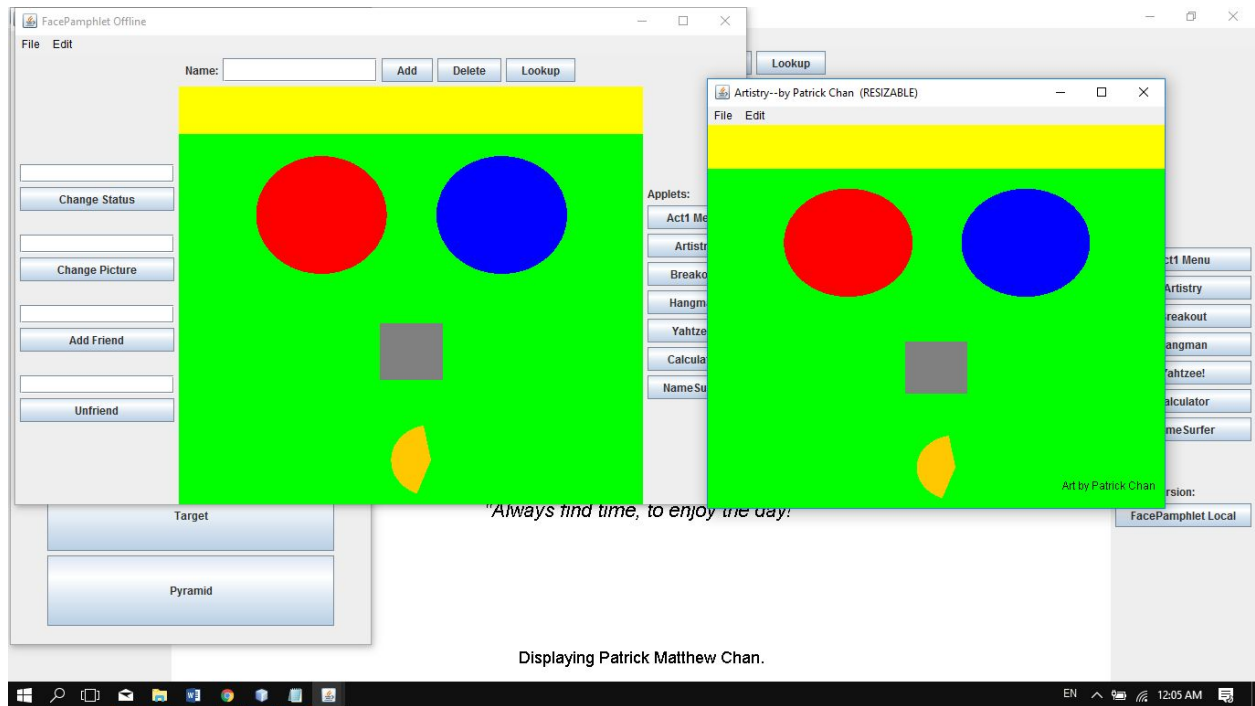 FacePamphlet Offline
File Edit
Name: Add Delete Lookup
Change Status
Change Picture
Add Friend
Unfriend
Applets:
Act1 Me
Artistr
Breako
Hangm
Yahtze
Calcula
NameSu
Lookup
Artistry--by Patrick Chan (RESIZABLE)
File Edit
Art by Patrick Chan
ct1 Menu
Artistry
reakout
angman
Yahtzee!
alculator
meSurfer
rsion:
FacePamphlet Local
Target
Pyramid
"Always find time, to enjoy the day!
Displaying Patrick Matthew Chan.
EN 12:05 AM